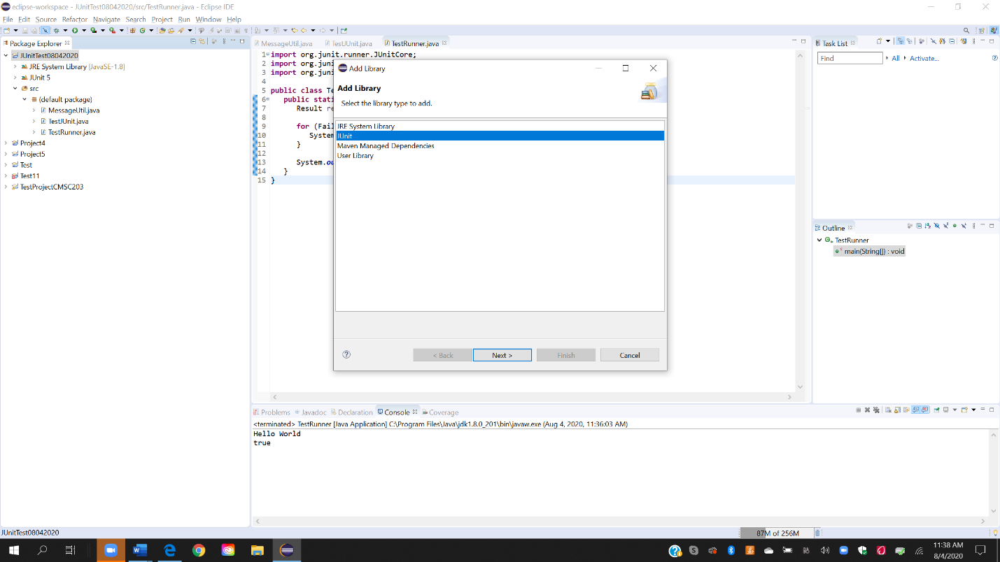 eclipse-workspace - JUnitTest08042020/src/TestRunner.java - Eclipse IDE
File Edit Source Refactor Navigate Search Project Run Window Help
Package Explorer
JUnitTest08042020
JRE System Library [JavaSE-1.8]
JUnit 5
src
(default package)
MessageUtil.java
TestJUnit.java
TestRunner.java
Project4
Project5
Test
Test11
TestProjectCMSC203
MessageUtil.java TestJUnit.java TestRunner.java
1 import org.junit.runner.JUnitCore;
2 import org.juni
3 import org.juni
4
5 public class Te
6 public stati
7 Result re
8
9 for (Fail
10 System
11 }
12
13 System.ou
14 }
15 }
Add Library
Add Library
Select the library type to add.
JRE System Library
JUnit
Maven Managed Dependencies
User Library
< Back Next > Finish Cancel
Task List
Find All Activate...
Outline
TestRunner
main(String[]) : void
Problems Javadoc Declaration Console Coverage
<terminated> TestRunner [Java Application] C:\Program Files\Java\jdk1.8.0_201\bin\javaw.exe (Aug 4, 2020, 11:36:03 AM)
Hello World
true
JUnitTest08042020
87M of 256M
11:38 AM
8/4/2020